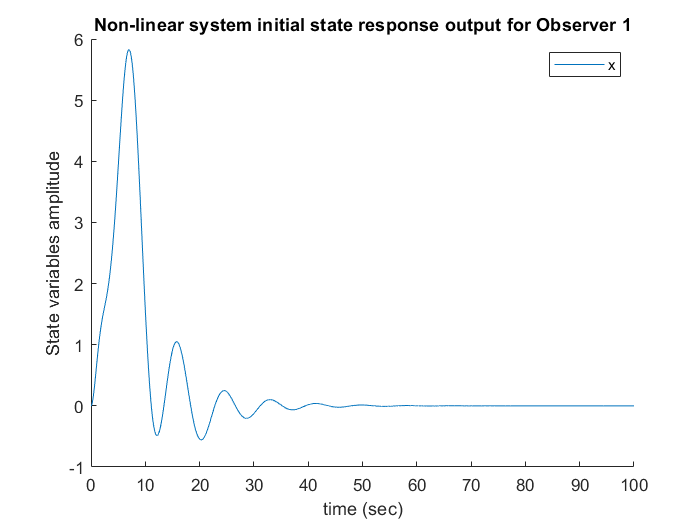 Non-linear system initial state response output for Observer 1
x
State variables amplitude
6
5
4
3
2
1
0
-1
0 10 20 30 40 50 60 70 80 90 100
time (sec)